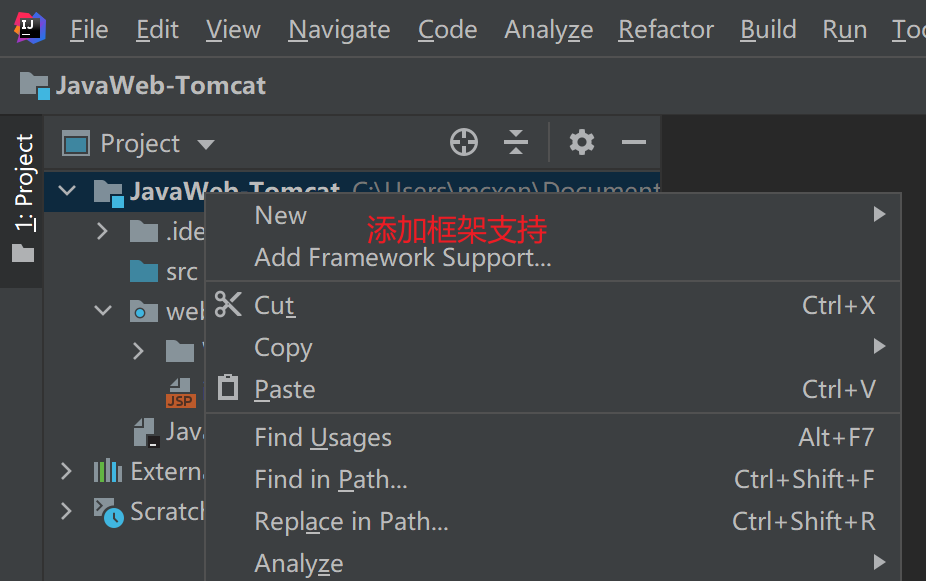 IJ
File Edit View Navigate Code Analyze Refactor Build Run
JavaWeb-Tomcat
1: Project
Project
JavaWeb-Tomcat C:\Users\mcxen\Document
.ide
src
web
JSP
Java
Externa
Scratch
New
添加框架支持
Add Framework Support...
Cut Ctrl+X
Copy
Paste Ctrl+V
Find Usages Alt+F7
Find in Path... Ctrl+Shift+F
Replace in Path... Ctrl+Shift+R
Analyze